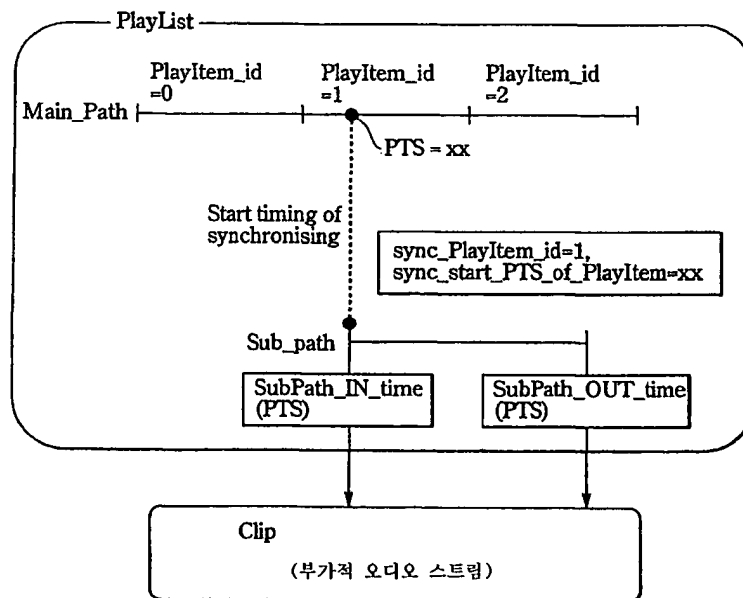 PlayList
PlayItem_id
=0
PlayItem_id
=1
PlayItem_id
=2
Main_Path
PTS = xx
Start timing of
synchronising
sync_PlayItem_id=1,
sync_start_PTS_of_PlayItem=xx
Sub_path
SubPath_IN_time
(PTS)
SubPath_OUT_time
(PTS)
Clip
(부가적 오디오 스트림)